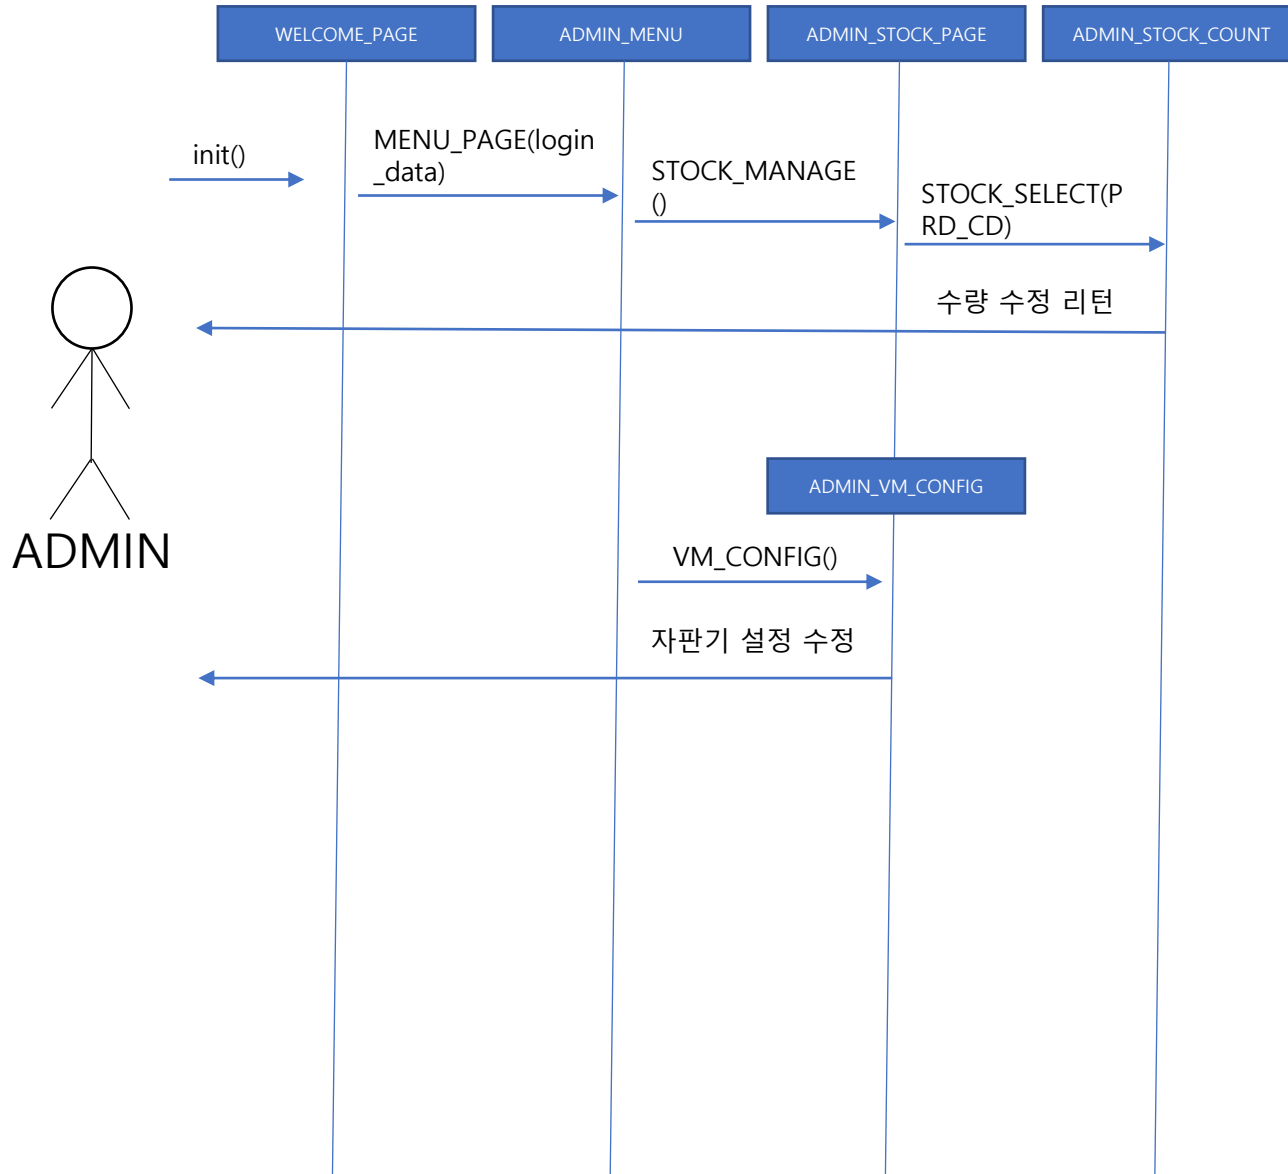 WELCOME_PAGE
ADMIN_MENU
ADMIN_STOCK_PAGE
ADMIN_STOCK_COUNT
init()
MENU_PAGE(login
_data)
STOCK_MANAGE
()
STOCK_SELECT(P
RD_CD)
수량 수정 리턴
ADMIN
ADMIN_VM_CONFIG
VM_CONFIG()
자판기 설정 수정